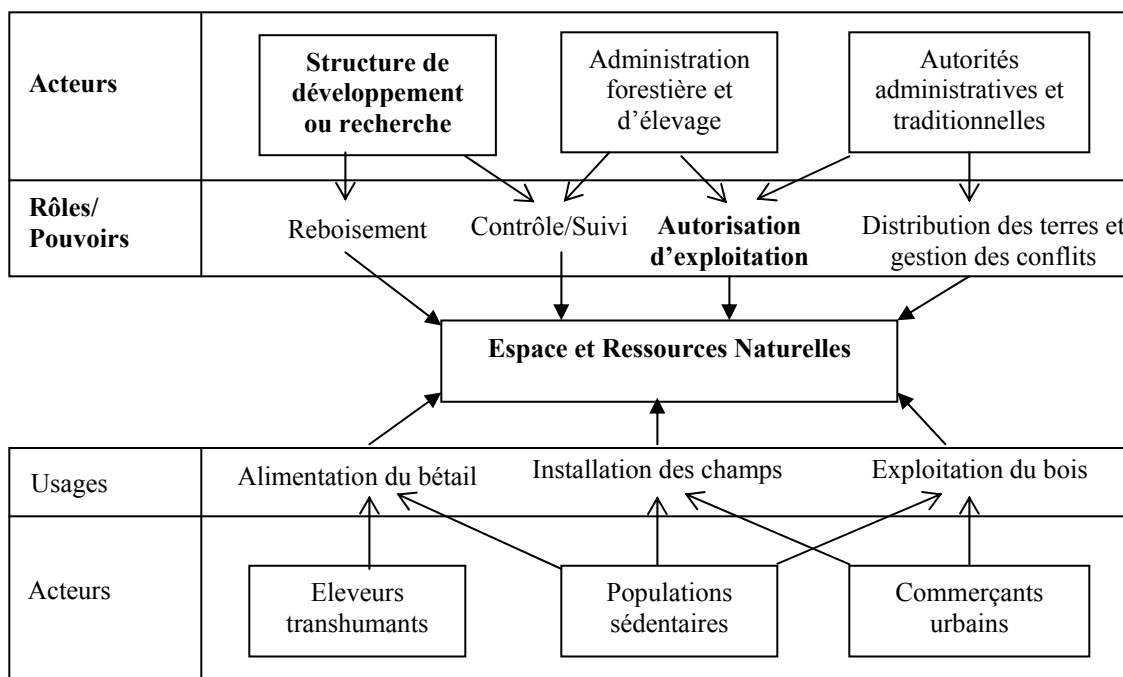 Acteurs
Structure de
développement
ou recherche
Administration
forestière et
d'élevage
Autorités
administratives et
traditionnelles
Rôles/
Pouvoirs
Reboisement
Contrôle/Suivi
Autorisation
d'exploitation
Distribution des terres et
gestion des conflits
Espace et Ressources Naturelles
Usages
Alimentation du bétail
Installation des champs
Exploitation du bois
Acteurs
Eleveurs
transhumants
Populations
sédentaires
Commerçants
urbains